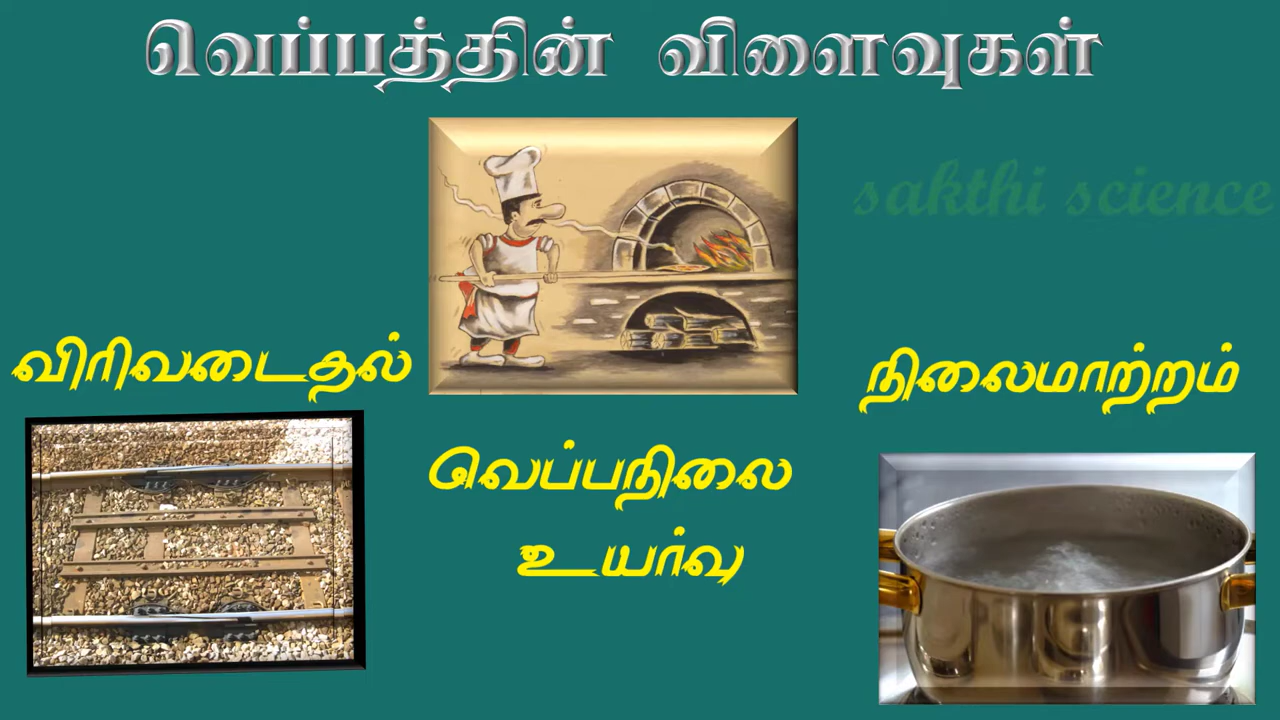 வெப்பத்தின் விளைவுகள்
sakthi science
விரிவடைதல்
நிலைமாற்றம்
வெப்பநிலை
உயர்வு